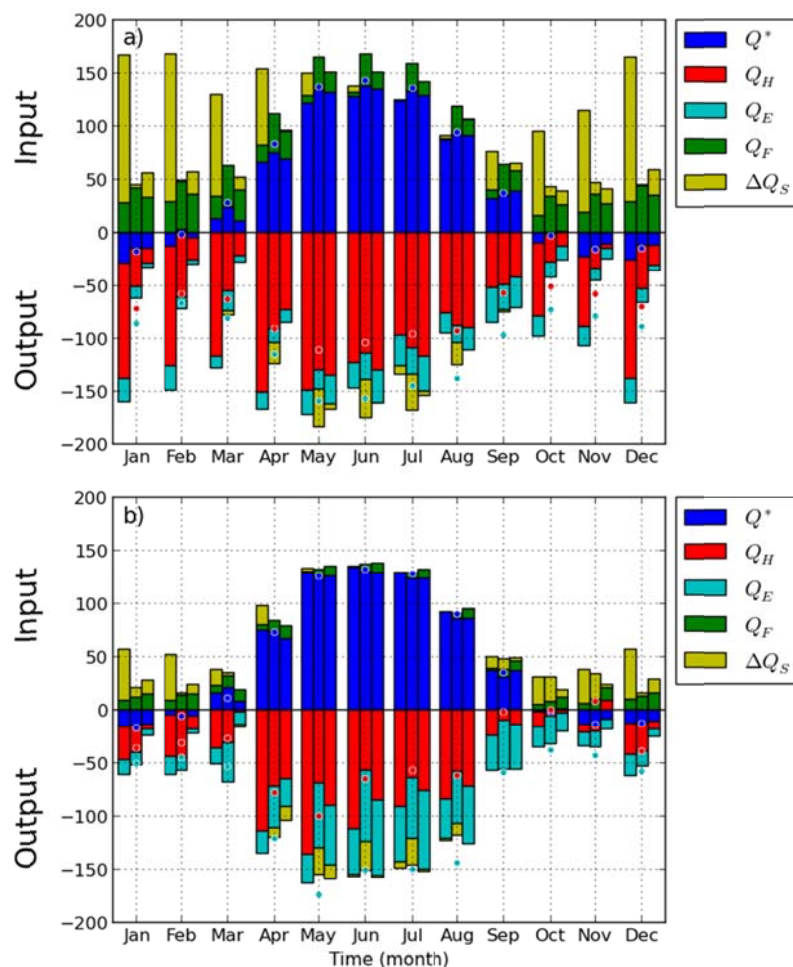 a)
200
150
100
50
0
−50
−100
−150
−200
Input
Output
Jan Feb Mar Apr May Jun Jul Aug Sep Oct Nov Dec
Q*
Q_H
Q_E
Q_F
ΔQ_S
b)
200
150
100
50
0
−50
−100
−150
−200
Input
Output
Jan Feb Mar Apr May Jun Jul Aug Sep Oct Nov Dec
Time (month)
Q*
Q_H
Q_E
Q_F
ΔQ_S